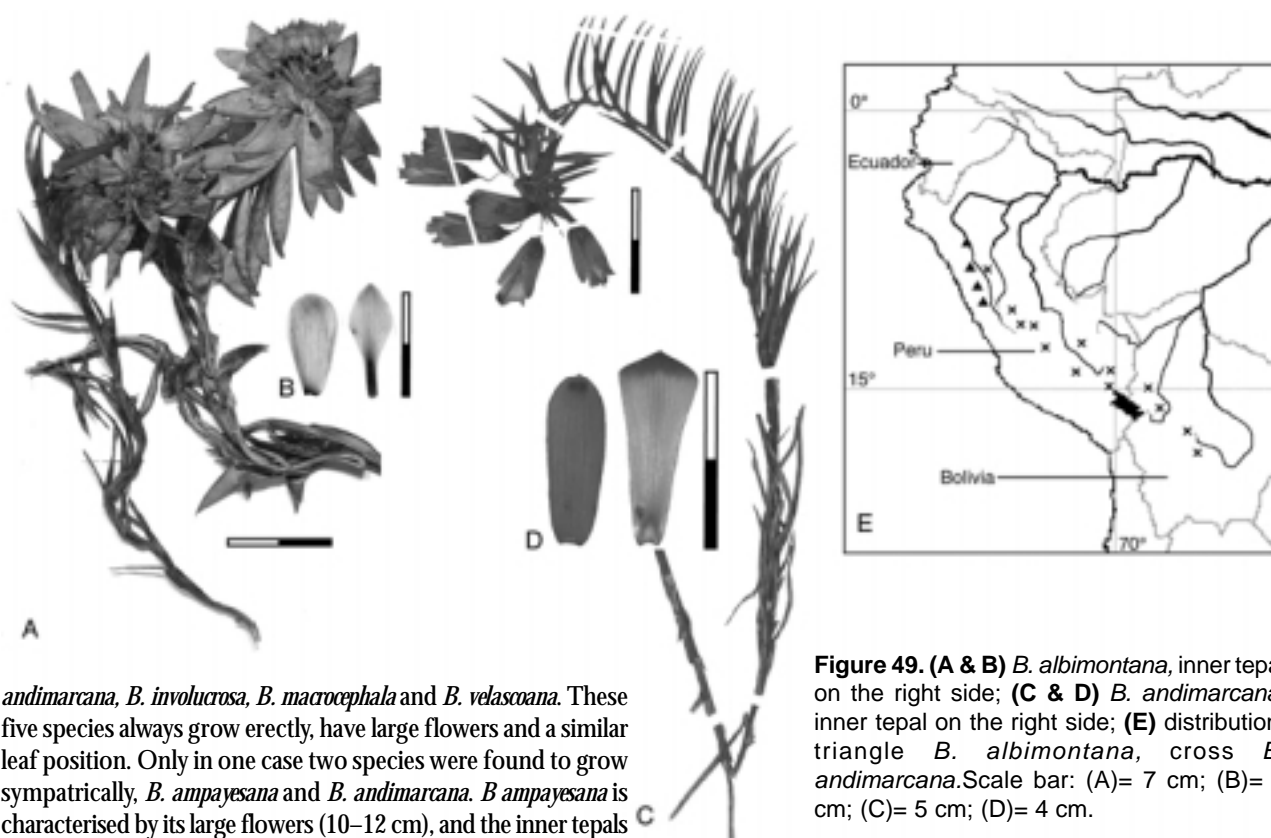 A
B
C
D
E
0°
Ecuador
Peru
15°
Bolivia
70°
andimarcana, B. involucrosa, B. macrocephala and B. velascoana. These
five species always grow erectly, have large flowers and a similar
leaf position. Only in one case two species were found to grow
sympatrically, B. ampayesana and B. andimarcana. B ampayesana is
characterised by its large flowers (10–12 cm), and the inner tepals
Figure 49. (A & B) B. albimontana, inner tepa
on the right side; (C & D) B. andimarcana
inner tepal on the right side; (E) distribution
triangle B. albimontana, cross B
andimarcana.Scale bar: (A)= 7 cm; (B)=
cm; (C)= 5 cm; (D)= 4 cm.